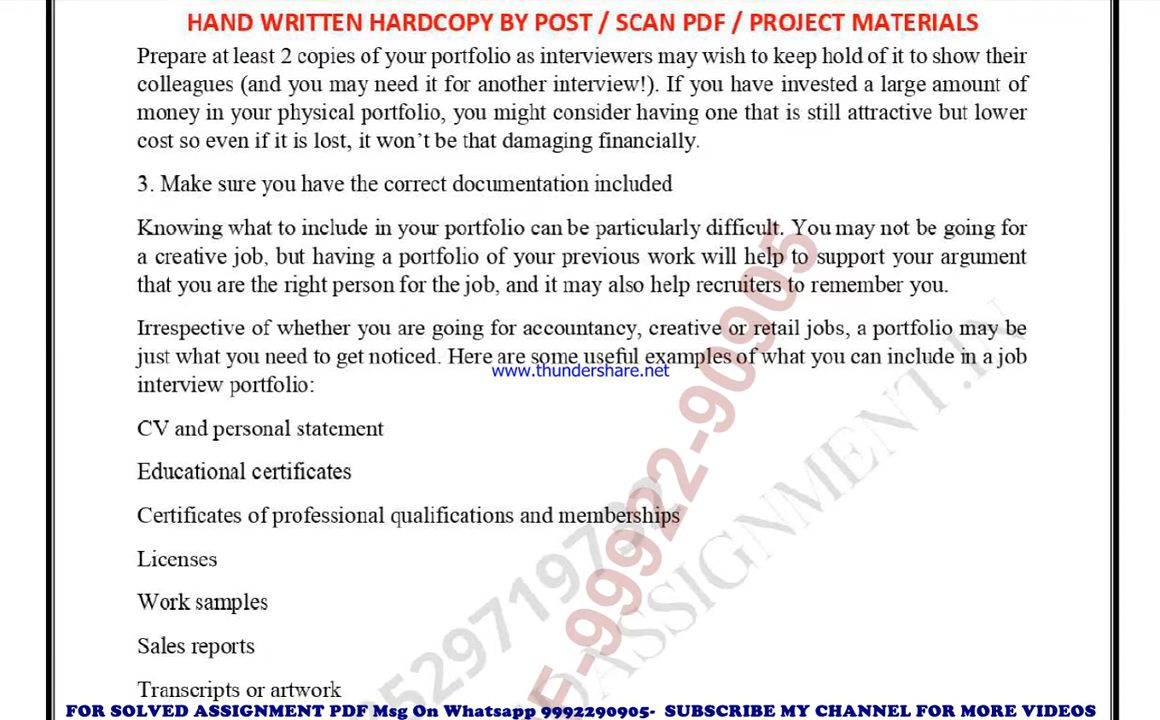 HAND WRITTEN HARDCOPY BY POST / SCAN PDF / PROJECT MATERIALS
Prepare at least 2 copies of your portfolio as interviewers may wish to keep hold of it to show their
colleagues (and you may need it for another interview!). If you have invested a large amount of
money in your physical portfolio, you might consider having one that is still attractive but lower
cost so even if it is lost, it won't be that damaging financially.
3. Make sure you have the correct documentation included
Knowing what to include in your portfolio can be particularly difficult. You may not be going for
a creative job, but having a portfolio of your previous work will help to support your argument
that you are the right person for the job, and it may also help recruiters to remember you.
Irrespective of whether you are going for accountancy, creative or retail jobs, a portfolio may be
just what you need to get noticed. Here are some useful examples of what you can include in a job
www.thundershare.net
interview portfolio:
CV and personal statement
Educational certificates
Certificates of professional qualifications and memberships
Licenses
Work samples
Sales reports
Transcripts or artwork
-99922-90905
ASSIGNMENT.IN
FOR SOLVED ASSIGNMENT PDF Msg On Whatsapp 9992290905- SUBSCRIBE MY CHANNEL FOR MORE VIDEOS